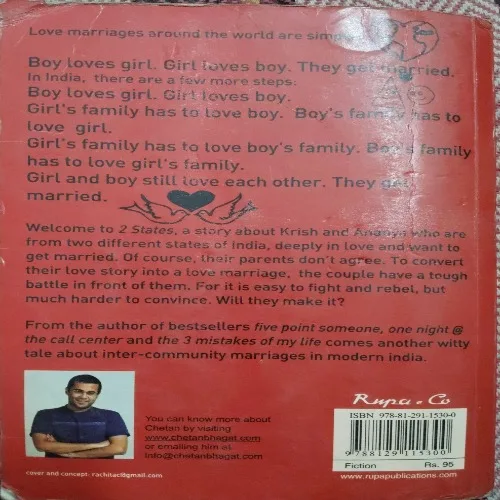 Love marriages around the world are simple
Boy loves girl. Girl loves boy. They get married.
In India, there are a few more steps:
Boy loves girl. Girl loves boy.
Girl's family has to love boy. Boy's family has to
love girl.
Girl's family has to love boy's family. Boy's family
has to love girl's family.
Girl and boy still love each other. They get
married.
Welcome to 2 States, a story about Krish and Ananya who are
from two different states of India, deeply in love and want to
get married. Of course, their parents don't agree. To convert
their love story into a love marriage, the couple have a tough
battle in front of them. For it is easy to fight and rebel, but
much harder to convince. Will they make it?
From the author of bestsellers five point someone, one night @
the call center and the 3 mistakes of my life comes another witty
tale about inter-community marriages in modern india.
You can know more about
Chetan by visiting
www.chetanbhagat.com
or emailing him at
info@chetanbhagat.com
cover and concept: rachitac@gmail.com
Rupa & Co
ISBN 978-81-291-1530-0
9 788129 115300
Fiction Rs. 95
www.rupapublications.com